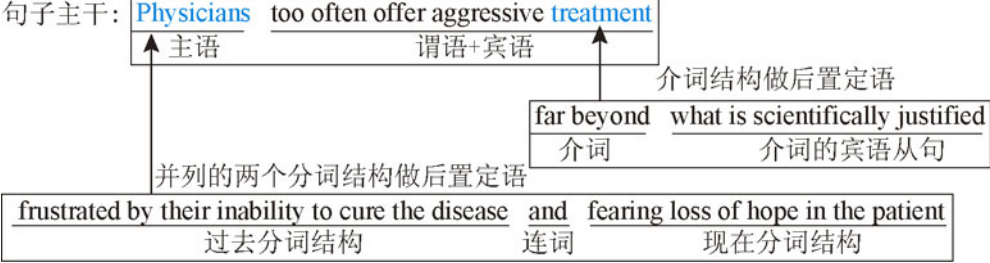 句子主干: Physicians too often offer aggressive treatment
主语 谓语+宾语
介词结构做后置定语
far beyond what is scientifically justified
介词 介词的宾语从句
并列的两个分词结构做后置定语
frustrated by their inability to cure the disease and fearing loss of hope in the patient
过去分词结构 连词 现在分词结构